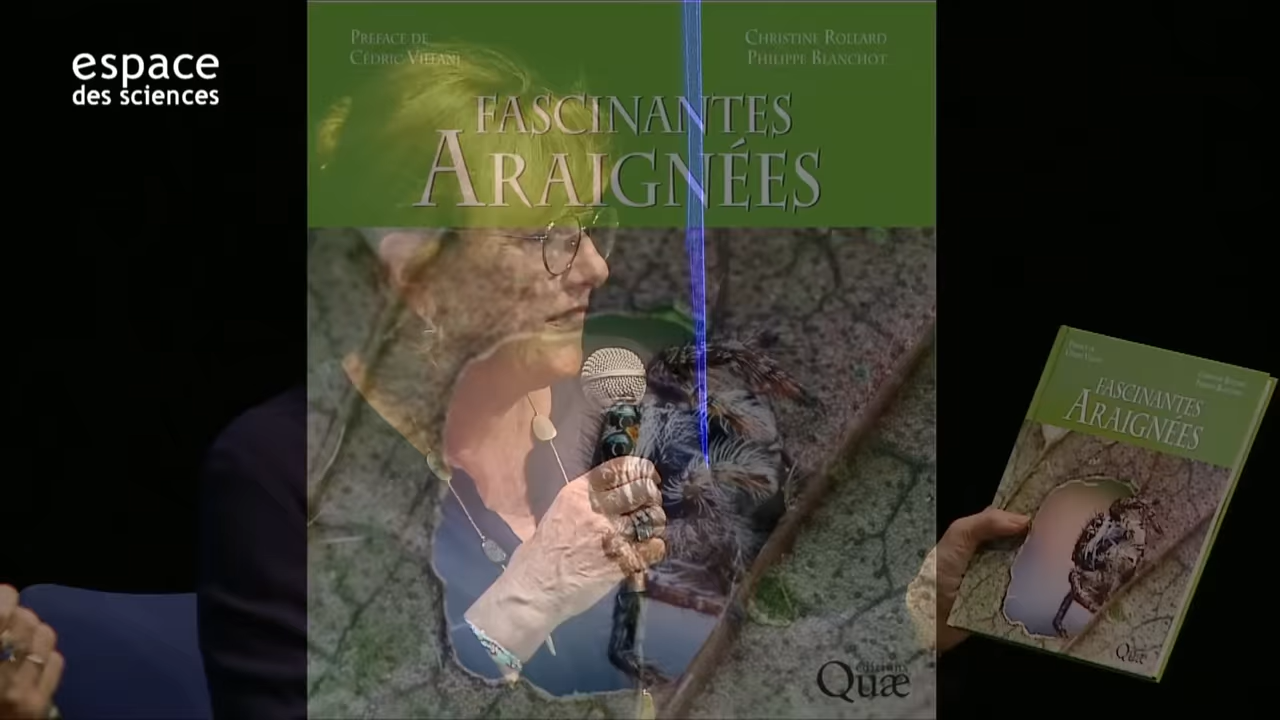 espace
des sciences
PRÉFACE DE
CÉDRIC VILLANI
CHRISTINE ROLLARD
PHILIPPE BLANCHOT
FASCINANTES
ARAIGNÉES
éditions
Quæ
FASCINANTES
ARAIGNÉES
Quæ